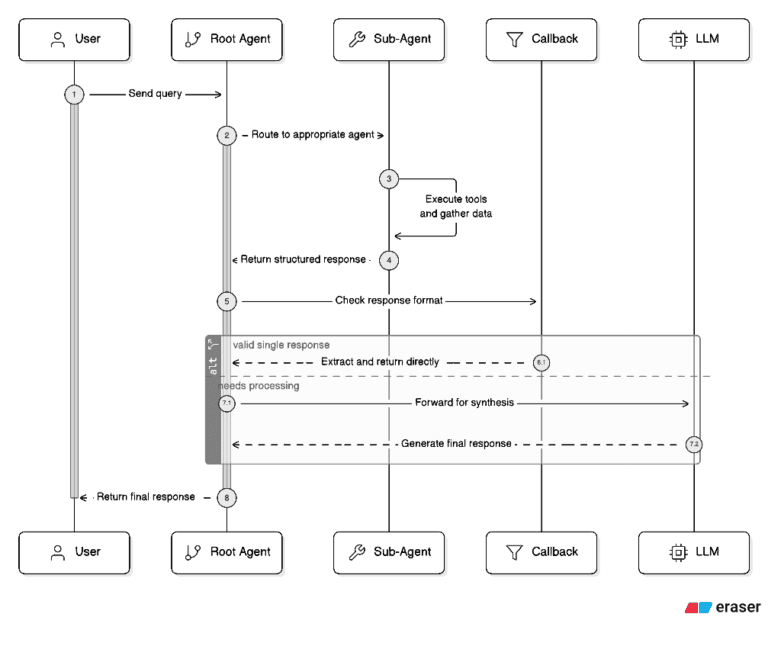 User
Root Agent
Sub-Agent
Callback
LLM
1
Send query
2
Route to appropriate agent
3
Execute tools
and gather data
Return structured response
4
5
Check response format
alt
valid single response
Extract and return directly
6.1
needs processing
7.1
Forward for synthesis
Generate final response
7.2
Return final response
8
User
Root Agent
Sub-Agent
Callback
LLM
eraser